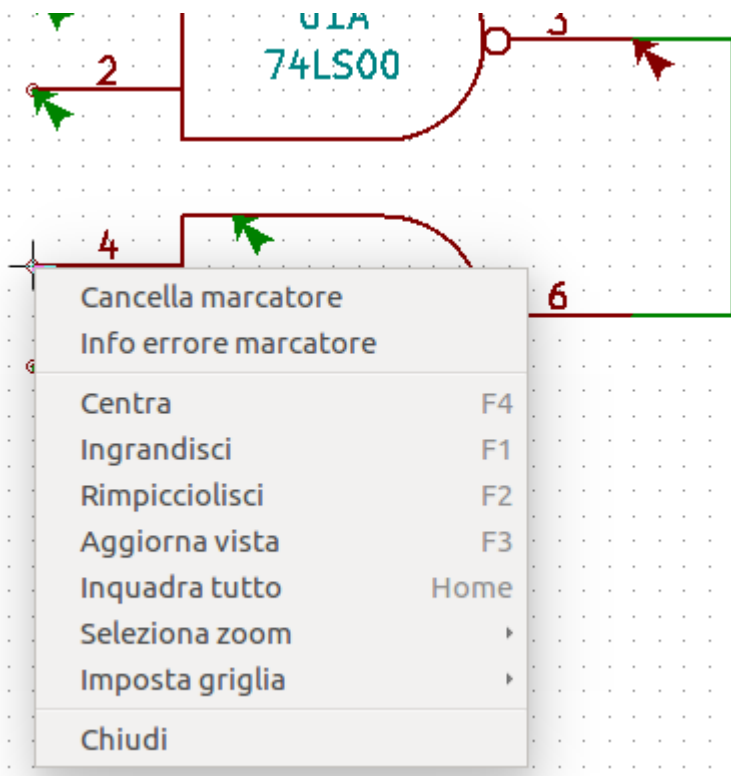 U1A
3
2
74LS00
4
6
Cancella marcatore
Info errore marcatore
Centra F4
Ingrandisci F1
Rimpicciolisci F2
Aggiorna vista F3
Inquadra tutto Home
Seleziona zoom
Imposta griglia
Chiudi